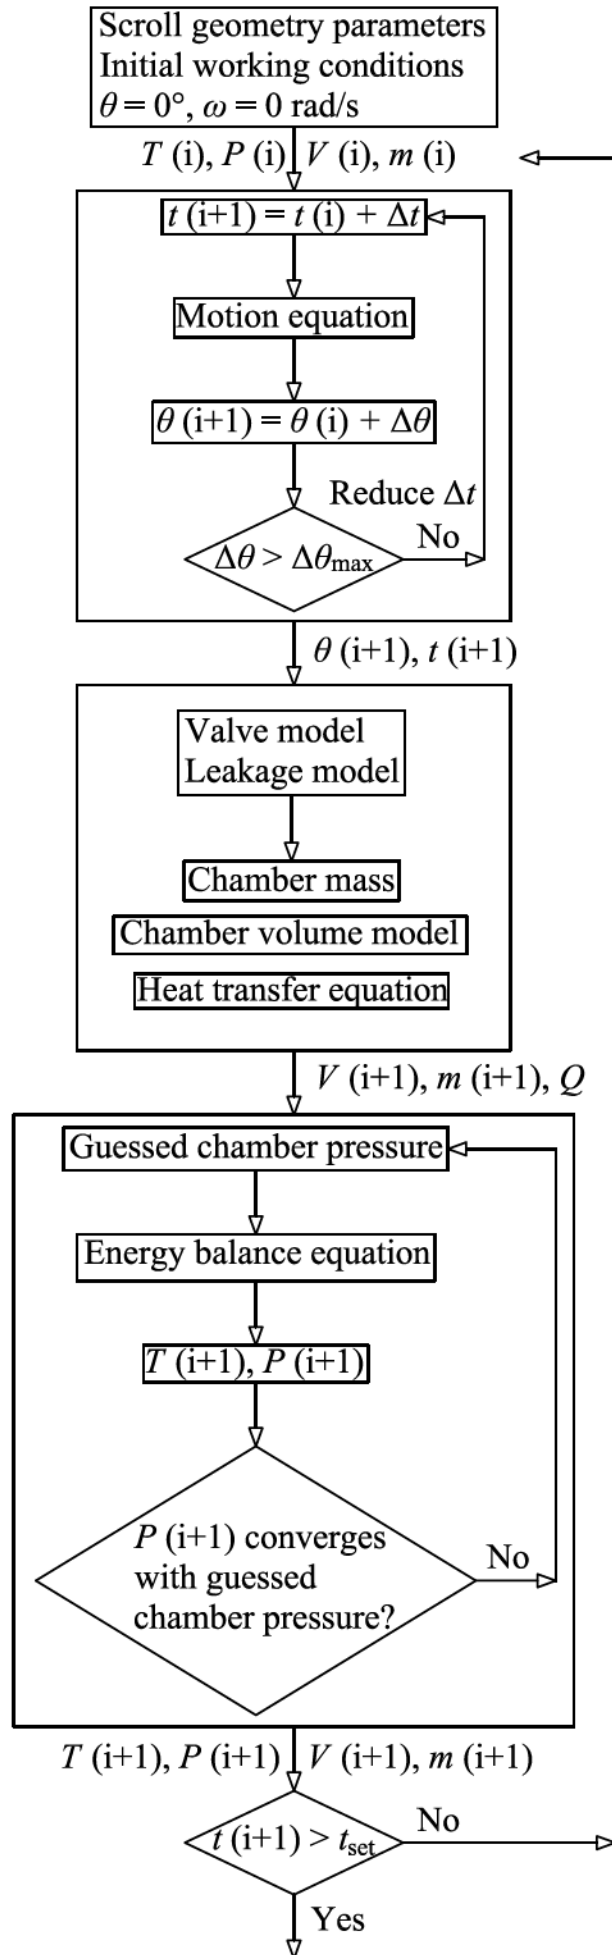 Scroll geometry parameters
Initial working conditions
θ = 0°, ω = 0 rad/s
T (i), P (i) V (i), m (i)
t (i+1) = t (i) + Δt
Motion equation
θ (i+1) = θ (i) + Δθ
Reduce Δt
No
Δθ > Δθmax
θ (i+1), t (i+1)
Valve model
Leakage model
Chamber mass
Chamber volume model
Heat transfer equation
V (i+1), m (i+1), Q
Guessed chamber pressure
Energy balance equation
T (i+1), P (i+1)
P (i+1) converges
with guessed
chamber pressure?
No
T (i+1), P (i+1) V (i+1), m (i+1)
t (i+1) > tset
No
Yes